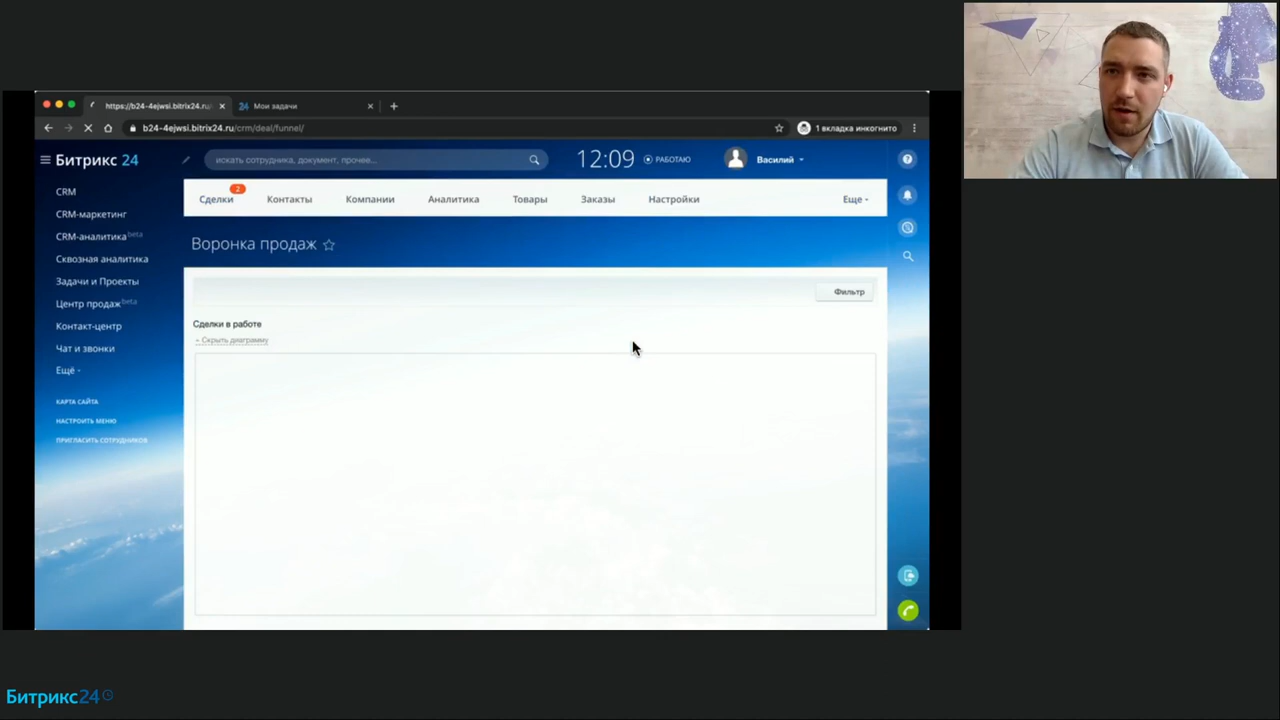 https://b24-4ejwsi.bitrix24.ru/
24 Мои задачи
b24-4ejwsi.bitrix24.ru/crm/deal/funnel/
1 вкладка инкогнито
Битрикс 24
искать сотрудника, документ, прочее...
12:09
РАБОТАЮ
Василий
CRM
CRM-маркетинг
CRM-аналитика beta
Сквозная аналитика
Задачи и Проекты
Центр продаж beta
Контакт-центр
Чат и звонки
Ещё
КАРТА САЙТА
НАСТРОИТЬ МЕНЮ
ПРИГЛАСИТЬ СОТРУДНИКОВ
Сделки
2
Контакты
Компании
Аналитика
Товары
Заказы
Настройки
Еще
Воронка продаж
Фильтр
Сделки в работе
- Скрыть диаграмму
Битрикс24